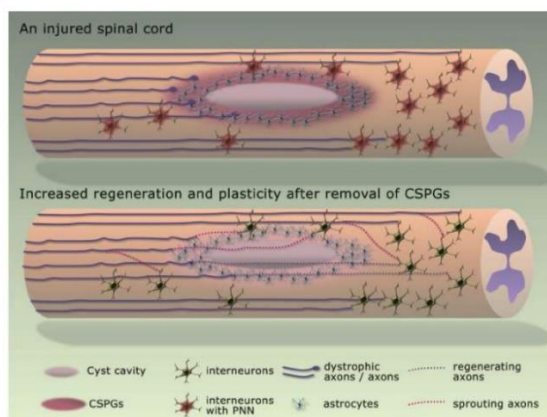 An injured spinal cord
Increased regeneration and plasticity after removal of CSPGs
Cyst cavity
interneurons
dystrophic
axons / axons
regenerating
axons
CSPGs
interneurons
with PNN
astrocytes
sprouting axons